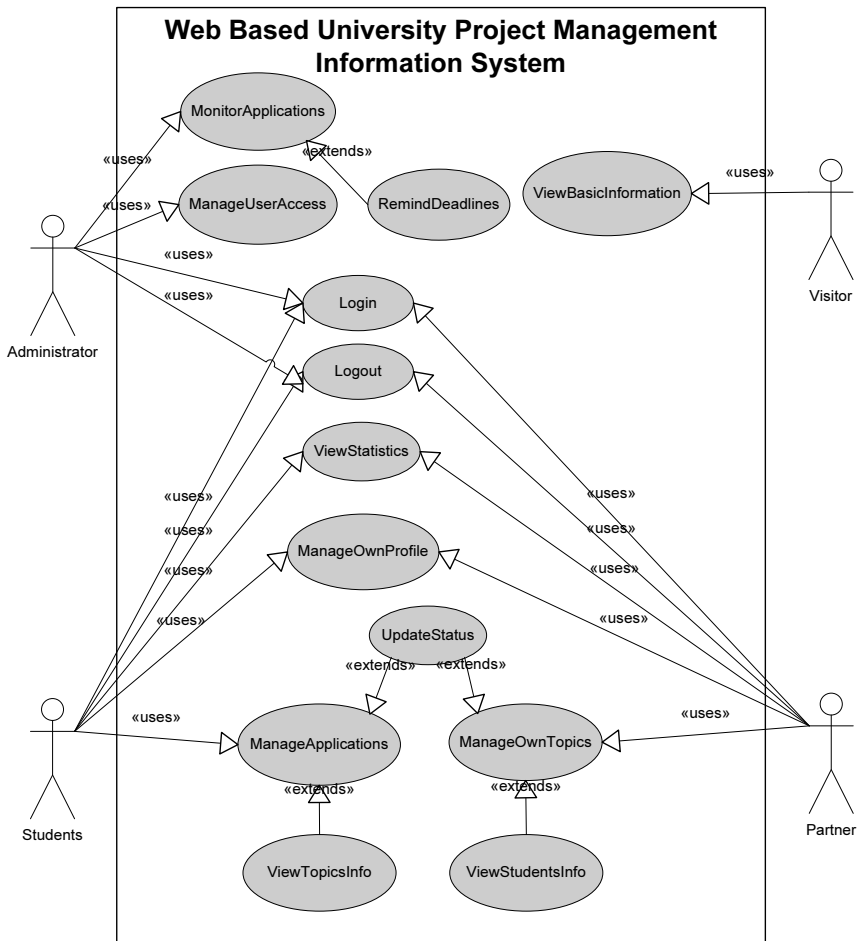 Web Based University Project Management
Information System
MonitorApplications
«uses»
«extends»
«uses»
ManageUserAccess
RemindDeadlines
ViewBasicInformation
«uses»
«uses»
Login
Visitor
«uses»
Administrator
Logout
ViewStatistics
«uses»
«uses»
«uses»
«uses»
ManageOwnProfile
«uses»
«uses»
«uses»
«uses»
UpdateStatus
«extends»
«extends»
«uses»
«uses»
ManageApplications
ManageOwnTopics
«extends»
«extends»
Students
Partner
ViewTopicsInfo
ViewStudentsInfo